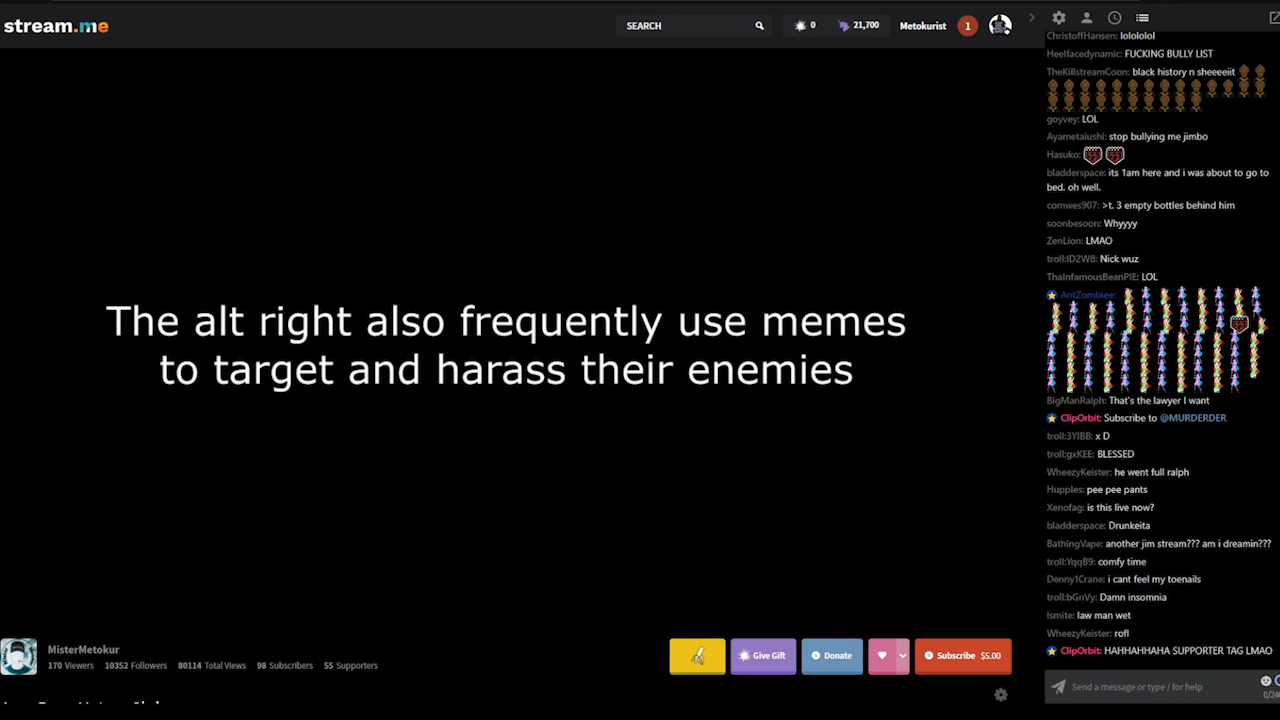 stream.me
SEARCH
0
21,700
Metokurist
1
ChristoffHansen: lolololol
Heelfacedynamic: FUCKING BULLY LIST
TheKillstreamCoon: black history n sheeeeiit
goyvey: LOL
Ayametaiushi: stop bullying me jimbo
Hasuko:
bladderspace: its 1am here and i was about to go to
bed. oh well.
comwes907: >t. 3 empty bottles behind him
soonbesoon: Whyyyy
ZenLion: LMAO
troll:ID2W8: Nick wuz
ThaInfamousBeanPIE: LOL
AntZombiee:
BigManRalph: That's the lawyer I want
ClipOrbit: Subscribe to @MURDERDER
troll:3YIBB: x D
troll:gxKEE: BLESSED
WheezyKeister: he went full ralph
Hupples: pee pee pants
Xenofag: is this live now?
bladderspace: Drunkeita
BathingVape: another jim stream??? am i dreamin???
troll:YqqB9: comfy time
Denny1Crane: i cant feel my toenails
troll:bGnVy: Damn insomnia
Ismite: law man wet
WheezyKeister: rofl
ClipOrbit: HAHHAHHAHA SUPPORTER TAG LMAO
Send a message or type / for help
The alt right also frequently use memes
to target and harass their enemies
MisterMetokur
170 Viewers 10352 Followers 80114 Total Views 98 Subscribers 55 Supporters
Give Gift
Donate
Subscribe $5.00